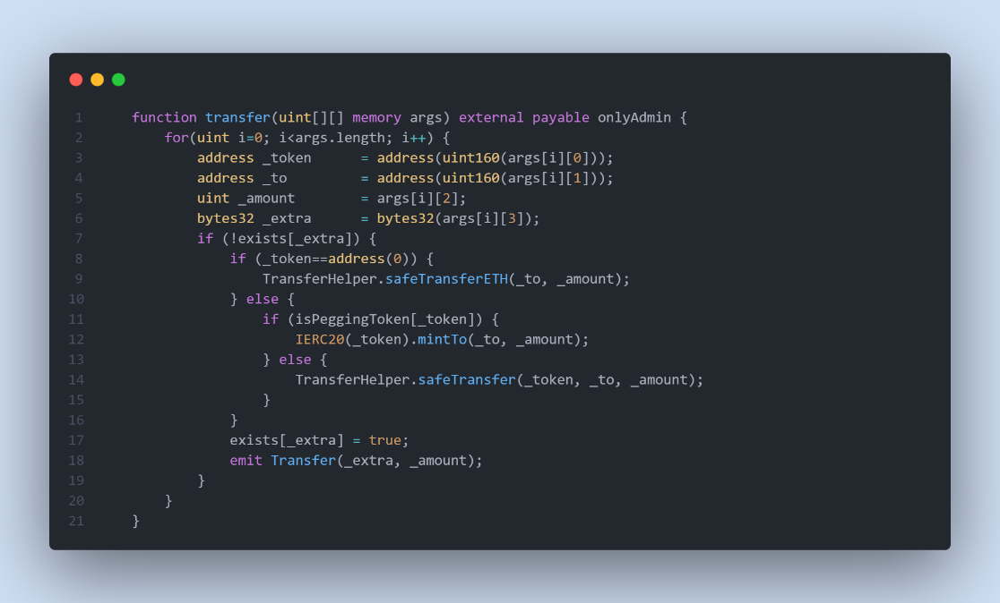 1 function transfer(uint[][] memory args) external payable onlyAdmin {
2 for(uint i=0; i<args.length; i++) {
3 address _token = address(uint160(args[i][0]));
4 address _to = address(uint160(args[i][1]));
5 uint _amount = args[i][2];
6 bytes32 _extra = bytes32(args[i][3]);
7 if (!exists[_extra]) {
8 if (_token==address(0)) {
9 TransferHelper.safeTransferETH(_to, _amount);
10 } else {
11 if (isPeggingToken[_token]) {
12 IERC20(_token).mintTo(_to, _amount);
13 } else {
14 TransferHelper.safeTransfer(_token, _to, _amount);
15 }
16 }
17 exists[_extra] = true;
18 emit Transfer(_extra, _amount);
19 }
20 }
21 }